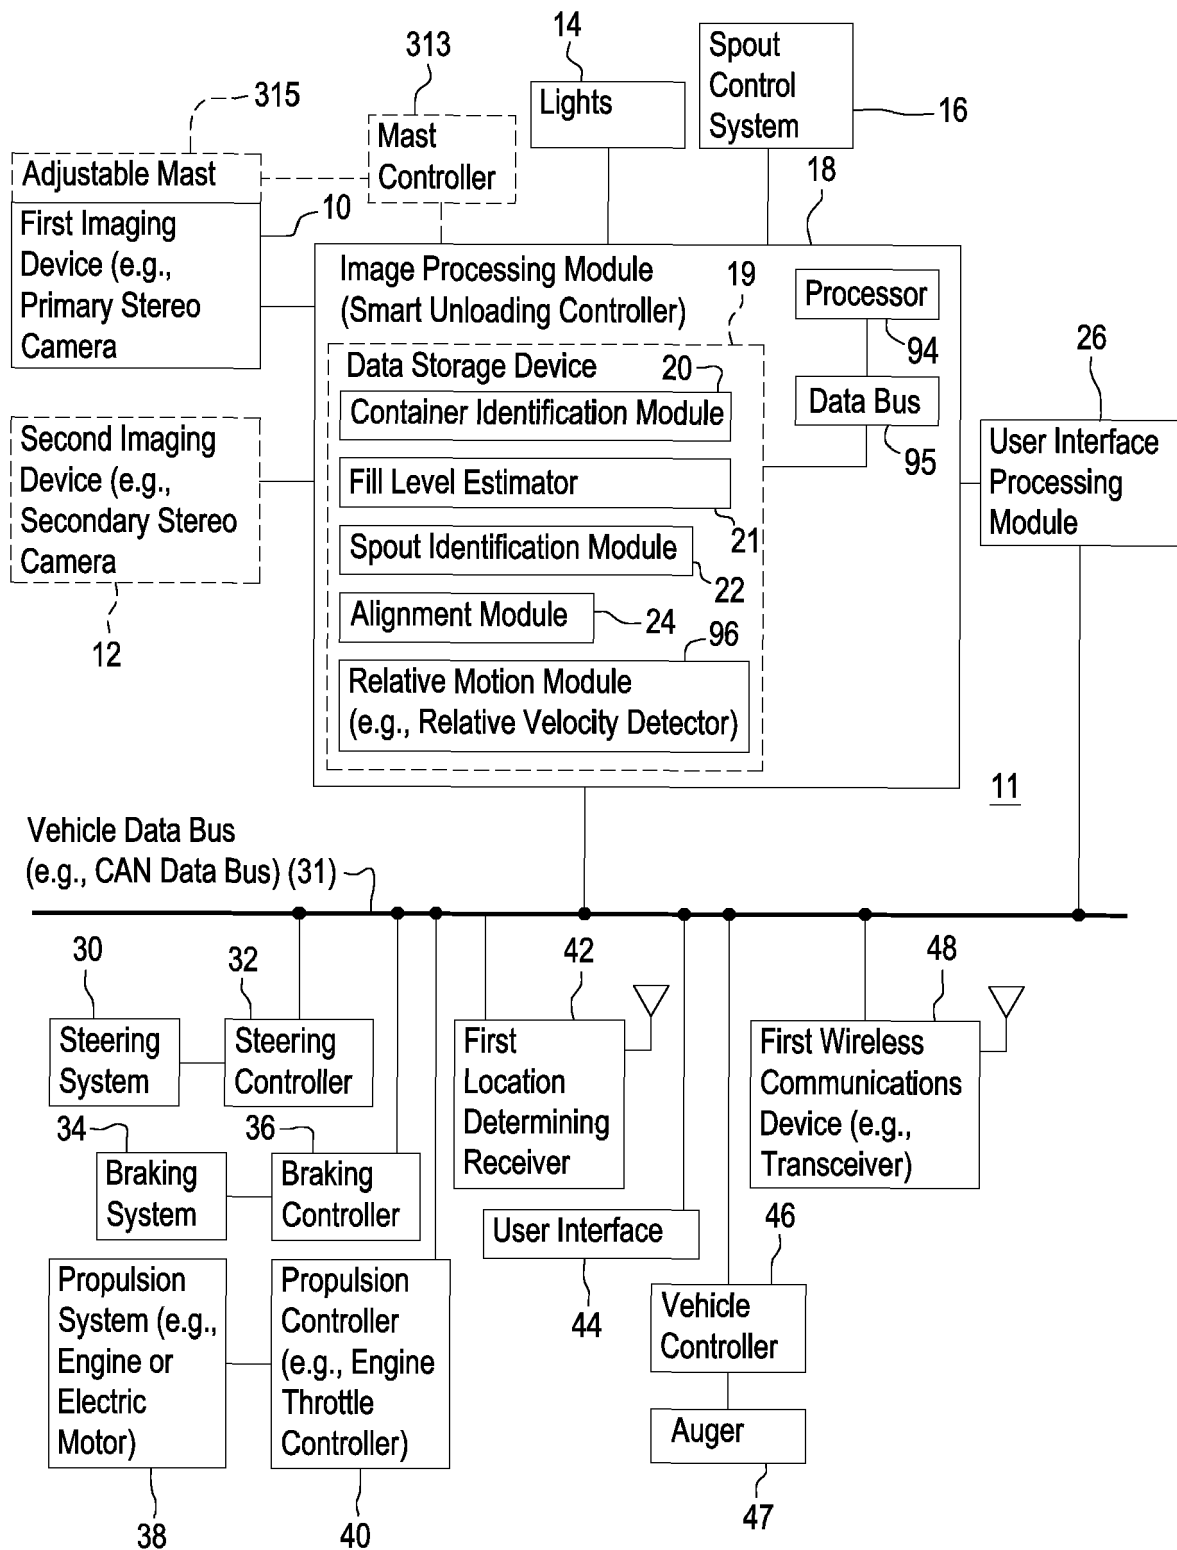 315
313
14
Spout
Control
System
16
Lights
Mast
Controller
Adjustable Mast
10
18
First Imaging
Device (e.g.,
Primary Stereo
Camera
Image Processing Module
(Smart Unloading Controller)
19
Processor
94
Data Storage Device
20
Container Identification Module
Data Bus
95
26
User Interface
Processing
Module
Second Imaging
Device (e.g.,
Secondary Stereo
Camera
12
Fill Level Estimator
21
Spout Identification Module
22
Alignment Module
24
96
Relative Motion Module
(e.g., Relative Velocity Detector)
11
Vehicle Data Bus
(e.g., CAN Data Bus) (31)
30
32
42
48
Steering
System
Steering
Controller
First
Location
Determining
Receiver
First Wireless
Communications
Device (e.g.,
Transceiver)
34
36
Braking
System
Braking
Controller
User Interface
44
46
Propulsion
System (e.g.,
Engine or
Electric
Motor)
Propulsion
Controller
(e.g., Engine
Throttle
Controller)
Vehicle
Controller
Auger
38
40
47